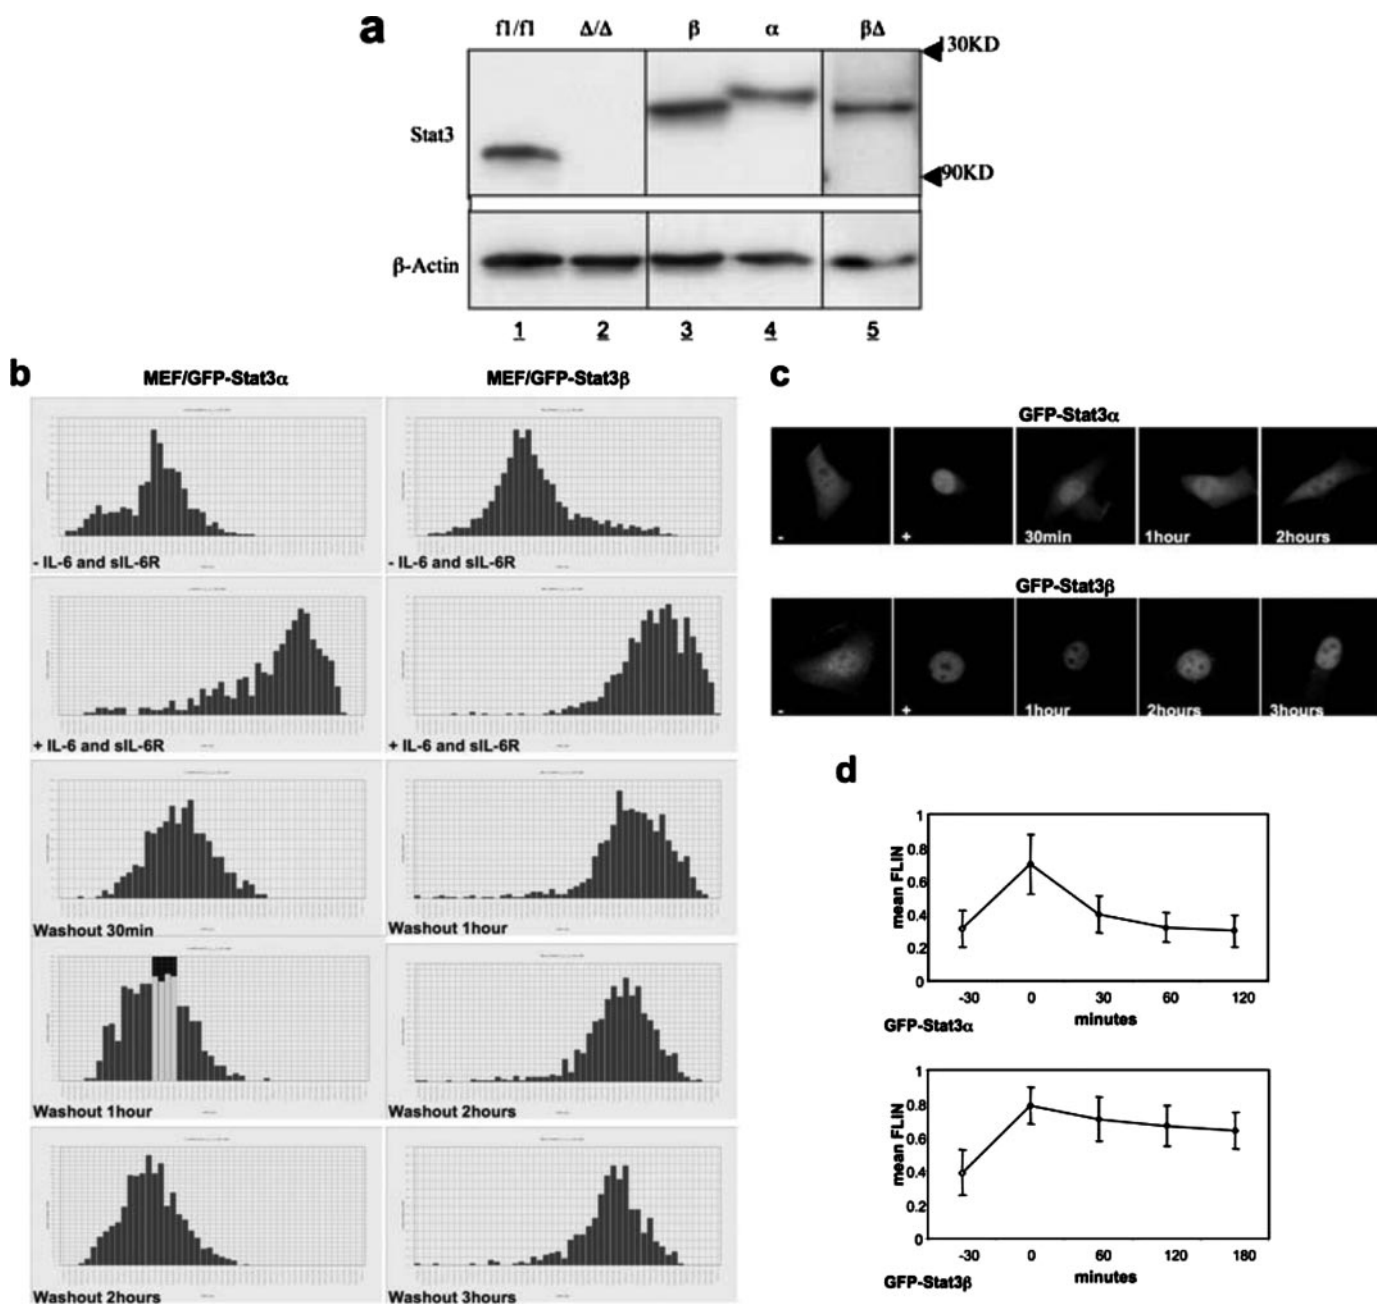 a
fl/fl Δ/Δ β α βΔ
130KD
Stat3
90KD
β-Actin
1 2 3 4 5
b
MEF/GFP-Stat3α MEF/GFP-Stat3β
- IL-6 and sIL-6R - IL-6 and sIL-6R
+ IL-6 and sIL-6R + IL-6 and sIL-6R
Washout 30min Washout 1hour
Washout 1hour Washout 2hours
Washout 2hours Washout 3hours
c
GFP-Stat3α
- + 30min 1hour 2hours
GFP-Stat3β
- + 1hour 2hours 3hours
d
mean FLIN
1
0.8
0.6
0.4
0.2
0
-30 0 30 60 120
minutes
GFP-Stat3α
mean FLIN
1
0.8
0.6
0.4
0.2
0
-30 0 60 120 180
minutes
GFP-Stat3β